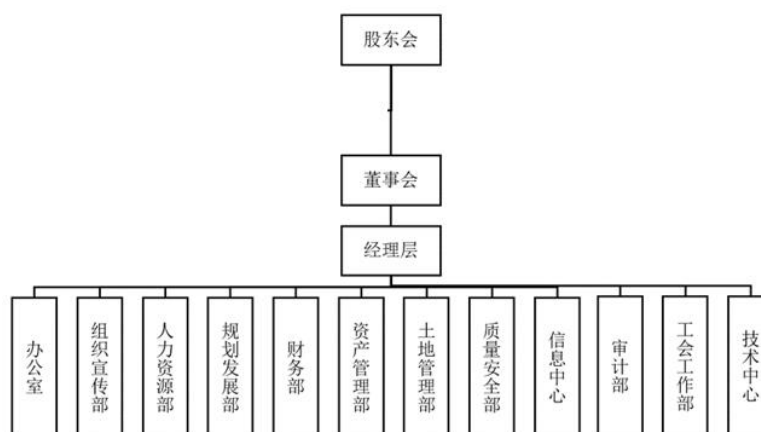 股东会
董事会
经理层
办公室
组织宣传部
人力资源部
规划发展部
财务部
资产管理部
土地管理部
质量安全部
信息中心
审计部
工会工作部
技术中心